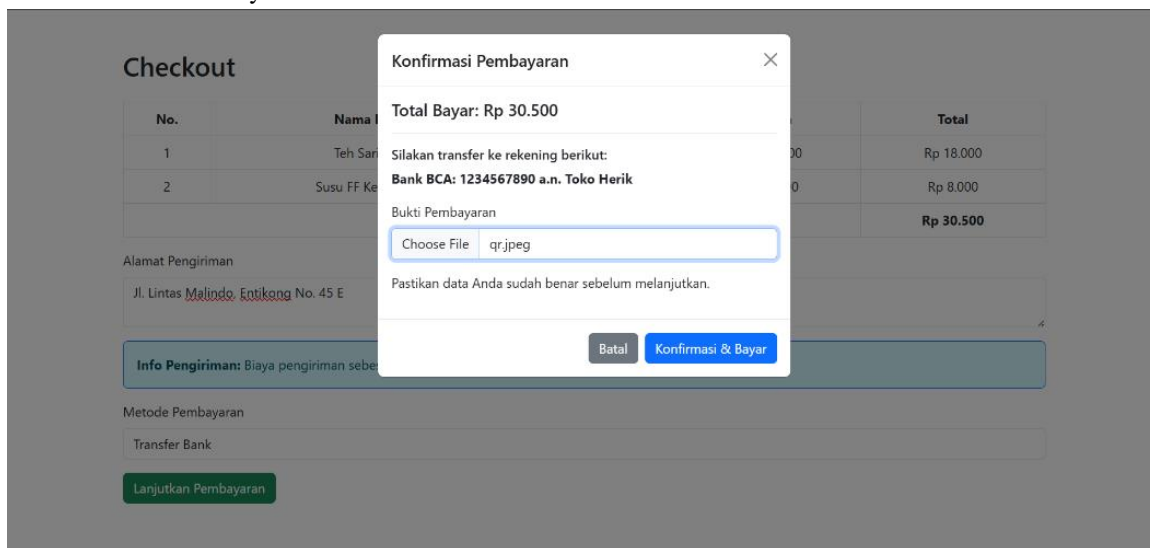 Checkout
Konfirmasi Pembayaran
Total Bayar: Rp 30.500
Silakan transfer ke rekening berikut:
Bank BCA: 1234567890 a.n. Toko Herik
Bukti Pembayaran
Choose File qr.jpeg
Pastikan data Anda sudah benar sebelum melanjutkan.
Batal Konfirmasi & Bayar
No. Nama Total
1 Teh Sari 00 Rp 18.000
2 Susu FF Ke 0 Rp 8.000
Rp 30.500
Alamat Pengiriman
Jl. Lintas Malindo, Entikong No. 45 E
Info Pengiriman: Biaya pengiriman sebe
Metode Pembayaran
Transfer Bank
Lanjutkan Pembayaran